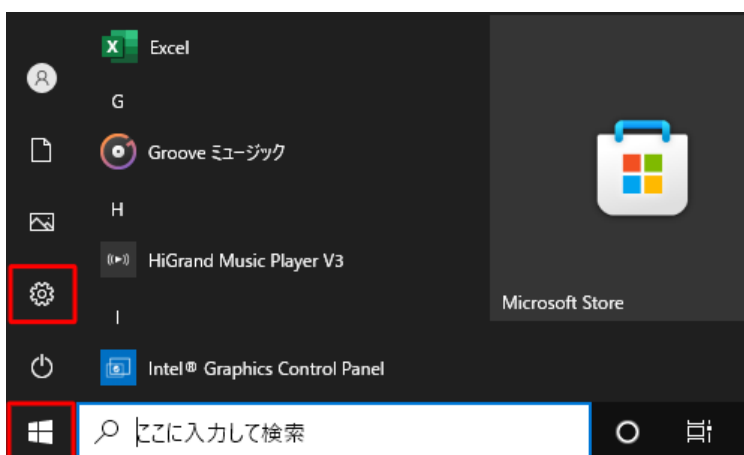 Excel
G
Groove ミュージック
H
HiGrand Music Player V3
I
Intel® Graphics Control Panel
Microsoft Store
ここに入力して検索